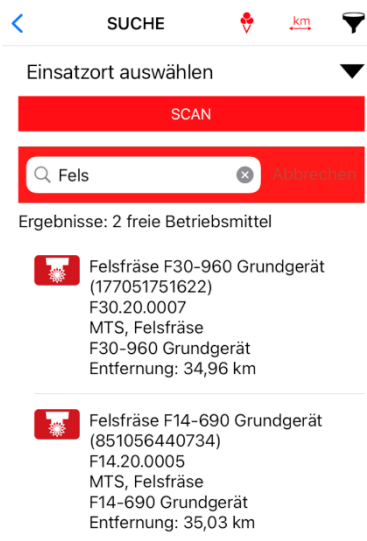 SUCHE
km
Einsatzort auswählen
SCAN
Fels
Abbrechen
Ergebnisse: 2 freie Betriebsmittel
Felsfräse F30-960 Grundgerät
(177051751622)
F30.20.0007
MTS, Felsfräse
F30-960 Grundgerät
Entfernung: 34,96 km
Felsfräse F14-690 Grundgerät
(851056440734)
F14.20.0005
MTS, Felsfräse
F14-690 Grundgerät
Entfernung: 35,03 km